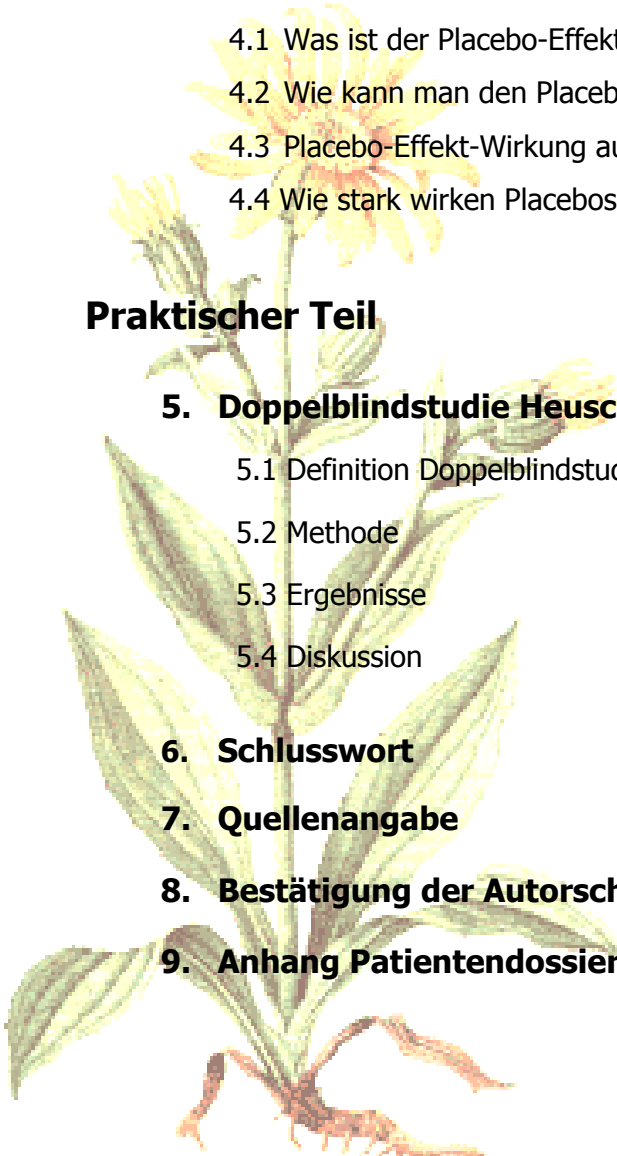 4.1 Was ist der Placebo-Effekt
4.2 Wie kann man den Placeb
4.3 Placebo-Effekt-Wirkung au
4.4 Wie stark wirken Placebos
Praktischer Teil
5. Doppelblindstudie Heusc
5.1 Definition Doppelblindstud
5.2 Methode
5.3 Ergebnisse
5.4 Diskussion
6. Schlusswort
7. Quellenangabe
8. Bestätigung der Autorsch
9. Anhang Patientendossier